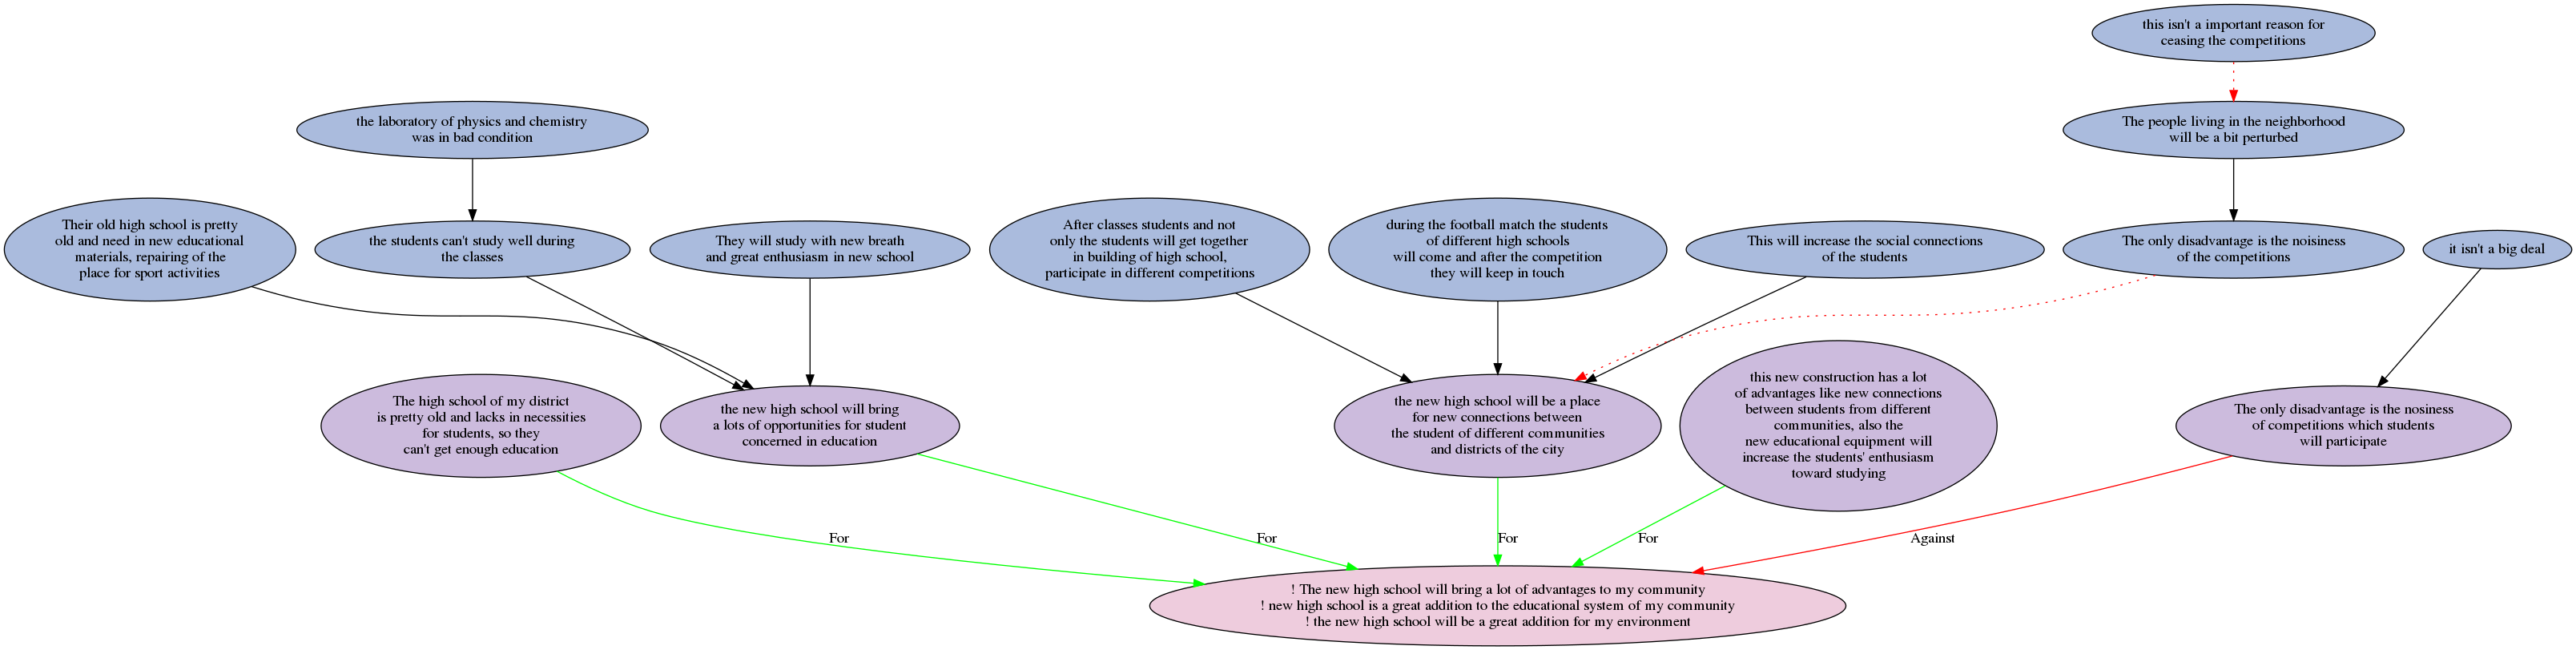 this isn't a important reason for
ceasing the competitions
the laboratory of physics and chemistry
was in bad condition
The people living in the neighborhood
will be a bit perturbed
Their old high school is pretty
old and need in new educational
materials, repairing of the
place for sport activities
the students can't study well during
the classes
They will study with new breath
and great enthusiasm in new school
After classes students and not
only the students will get together
in building of high school,
participate in different competitions
during the football match the students
of different high schools
will come and after the competition
they will keep in touch
This will increase the social connections
of the students
The only disadvantage is the noisiness
of the competitions
it isn't a big deal
The high school of my district
is pretty old and lacks in necessities
for students, so they
can't get enough education
the new high school will bring
a lots of opportunities for student
concerned in education
the new high school will be a place
for new connections between
the student of different communities
and districts of the city
this new construction has a lot
of advantages like new connections
between students from different
communities, also the
new educational equipment will
increase the students' enthusiasm
toward studying
The only disadvantage is the nosiness
of competitions which students
will participate
For
For
For
For
Against
! The new high school will bring a lot of advantages to my community
! new high school is a great addition to the educational system of my community
! the new high school will be a great addition for my environment